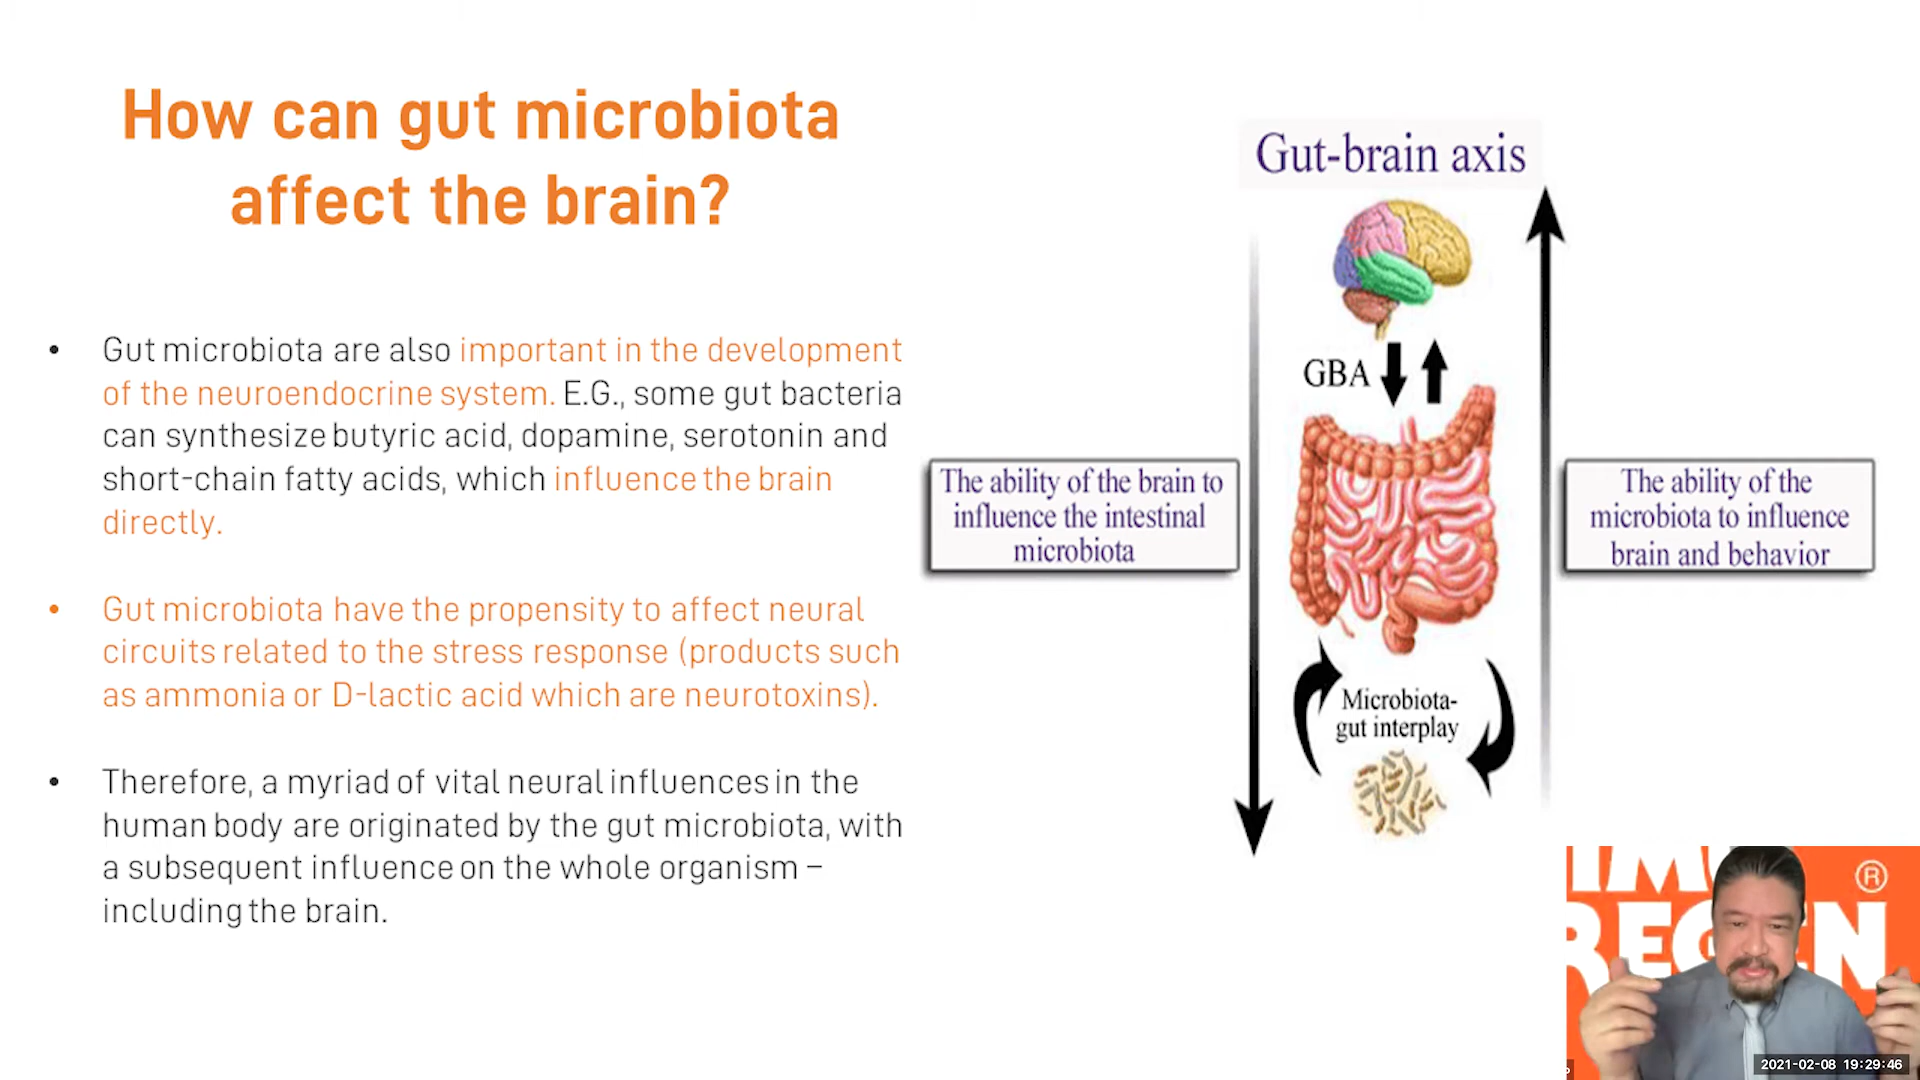 How can gut microbiota
affect the brain?
• Gut microbiota are also important in the development
of the neuroendocrine system. E.G., some gut bacteria
can synthesize butyric acid, dopamine, serotonin and
short-chain fatty acids, which influence the brain
directly.
• Gut microbiota have the propensity to affect neural
circuits related to the stress response (products such
as ammonia or D-lactic acid which are neurotoxins).
• Therefore, a myriad of vital neural influences in the
human body are originated by the gut microbiota, with
a subsequent influence on the whole organism –
including the brain.
Gut-brain axis
GBA
The ability of the brain to
influence the intestinal
microbiota
The ability of the
microbiota to influence
brain and behavior
Microbiota-
gut interplay
®
2021-02-08 19:29:46